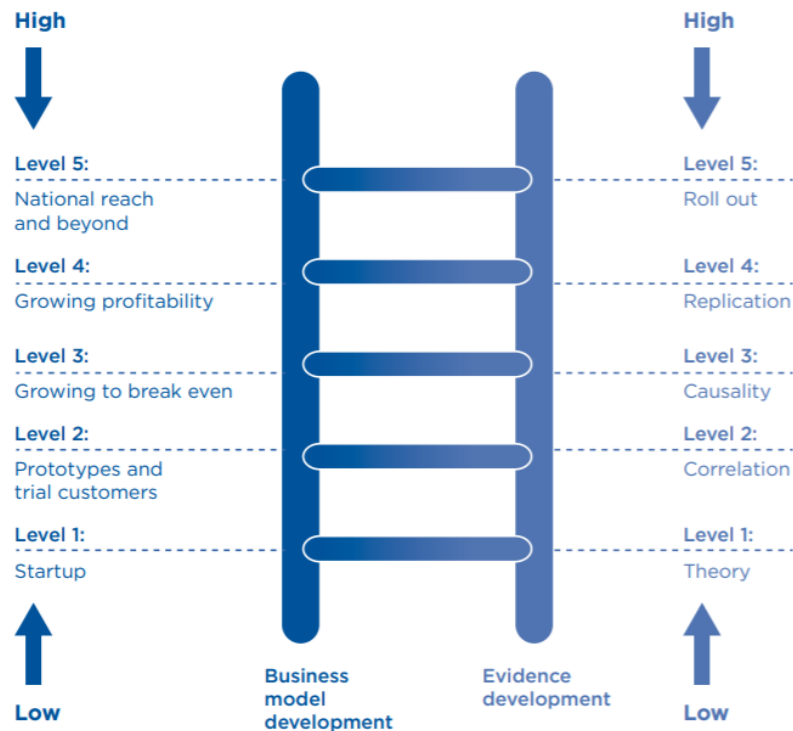 High
High
Level 5:
National reach
and beyond
Level 5:
Roll out
Level 4:
Growing profitability
Level 4:
Replication
Level 3:
Growing to break even
Level 3:
Causality
Level 2:
Prototypes and
trial customers
Level 2:
Correlation
Level 1:
Startup
Level 1:
Theory
Low
Business
model
development
Evidence
development
Low